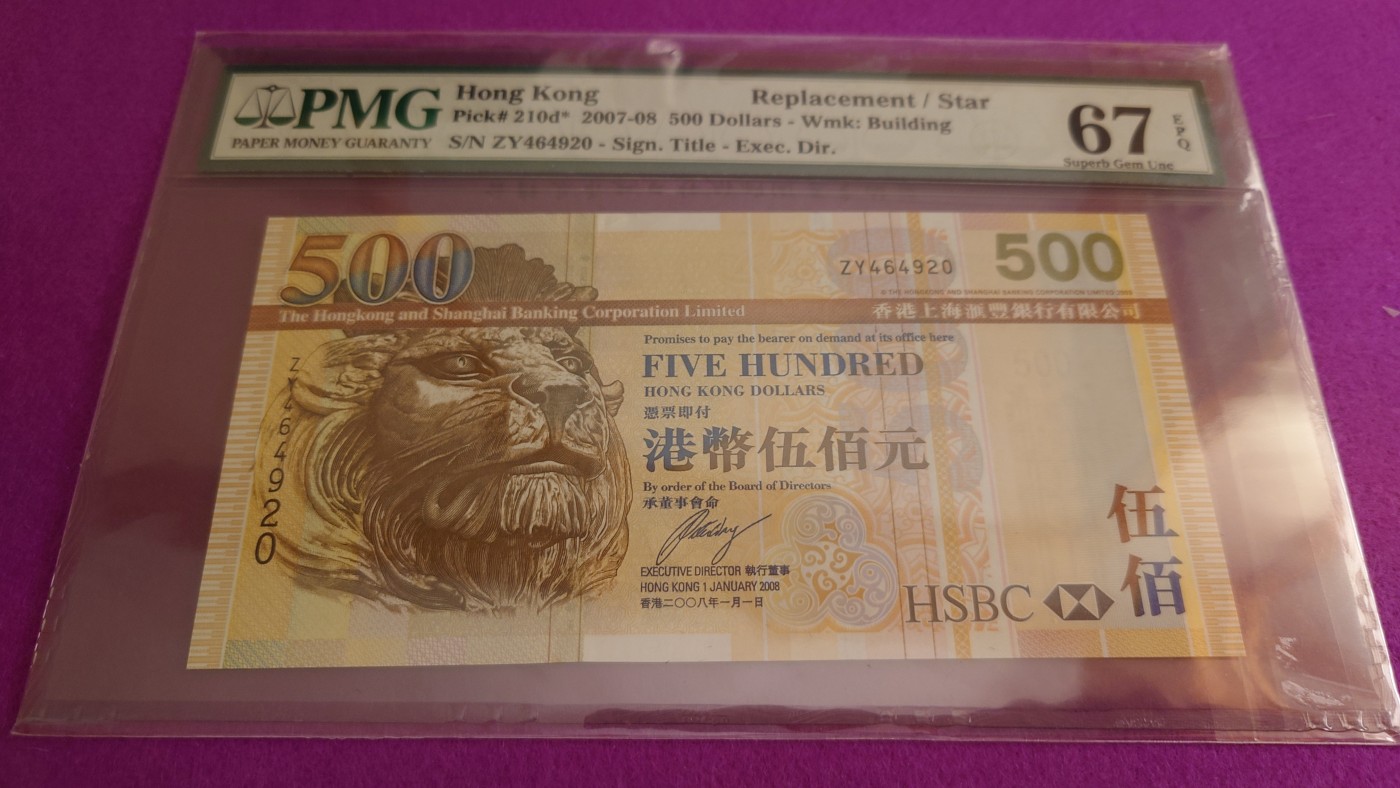 PMG
PAPER MONEY GUARANTY
Hong Kong Replacement / Star
Pick# 210d* 2007-08 500 Dollars - Wmk: Building
S/N ZY464920 - Sign. Title - Exec. Dir.
67
EPQ
Superb Gem Unc
500
ZY464920
500
The Hongkong and Shanghai Banking Corporation Limited
香港上海滙豐銀行有限公司
ZY464920
Promises to pay the bearer on demand at its office here
FIVE HUNDRED
HONG KONG DOLLARS
憑票即付
港幣伍佰元
By order of the Board of Directors
承董事會命
EXECUTIVE DIRECTOR 執行董事
HONG KONG 1 JANUARY 2008
香港二〇〇八年一月一日
HSBC
伍佰